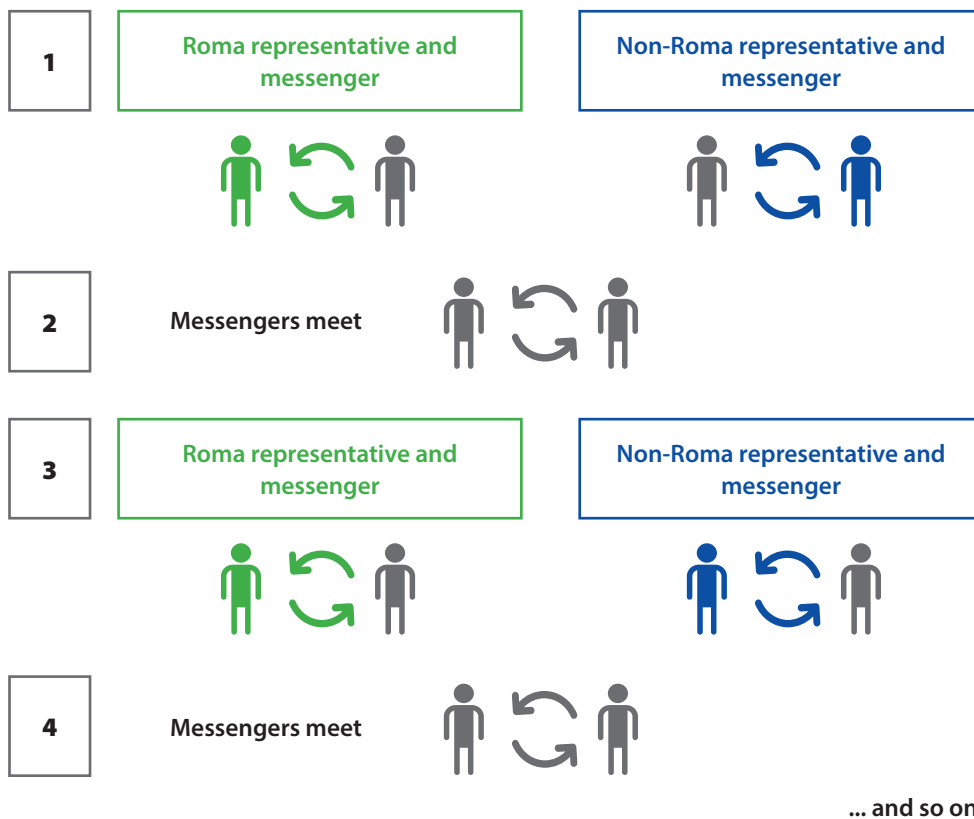 1
Roma representative and
messenger
Non-Roma representative and
messenger
2
Messengers meet
3
Roma representative and
messenger
Non-Roma representative and
messenger
4
Messengers meet
... and so on